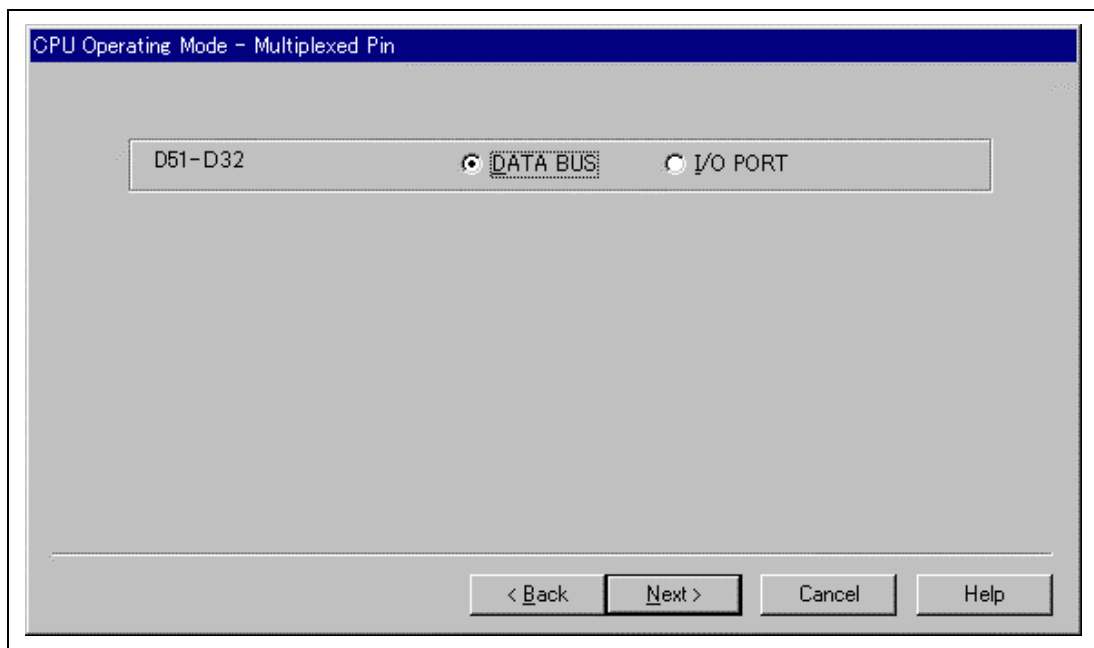 CPU Operating Mode - Multiplexed Pin
D51-D32 DATA BUS I/O PORT
< Back Next > Cancel Help